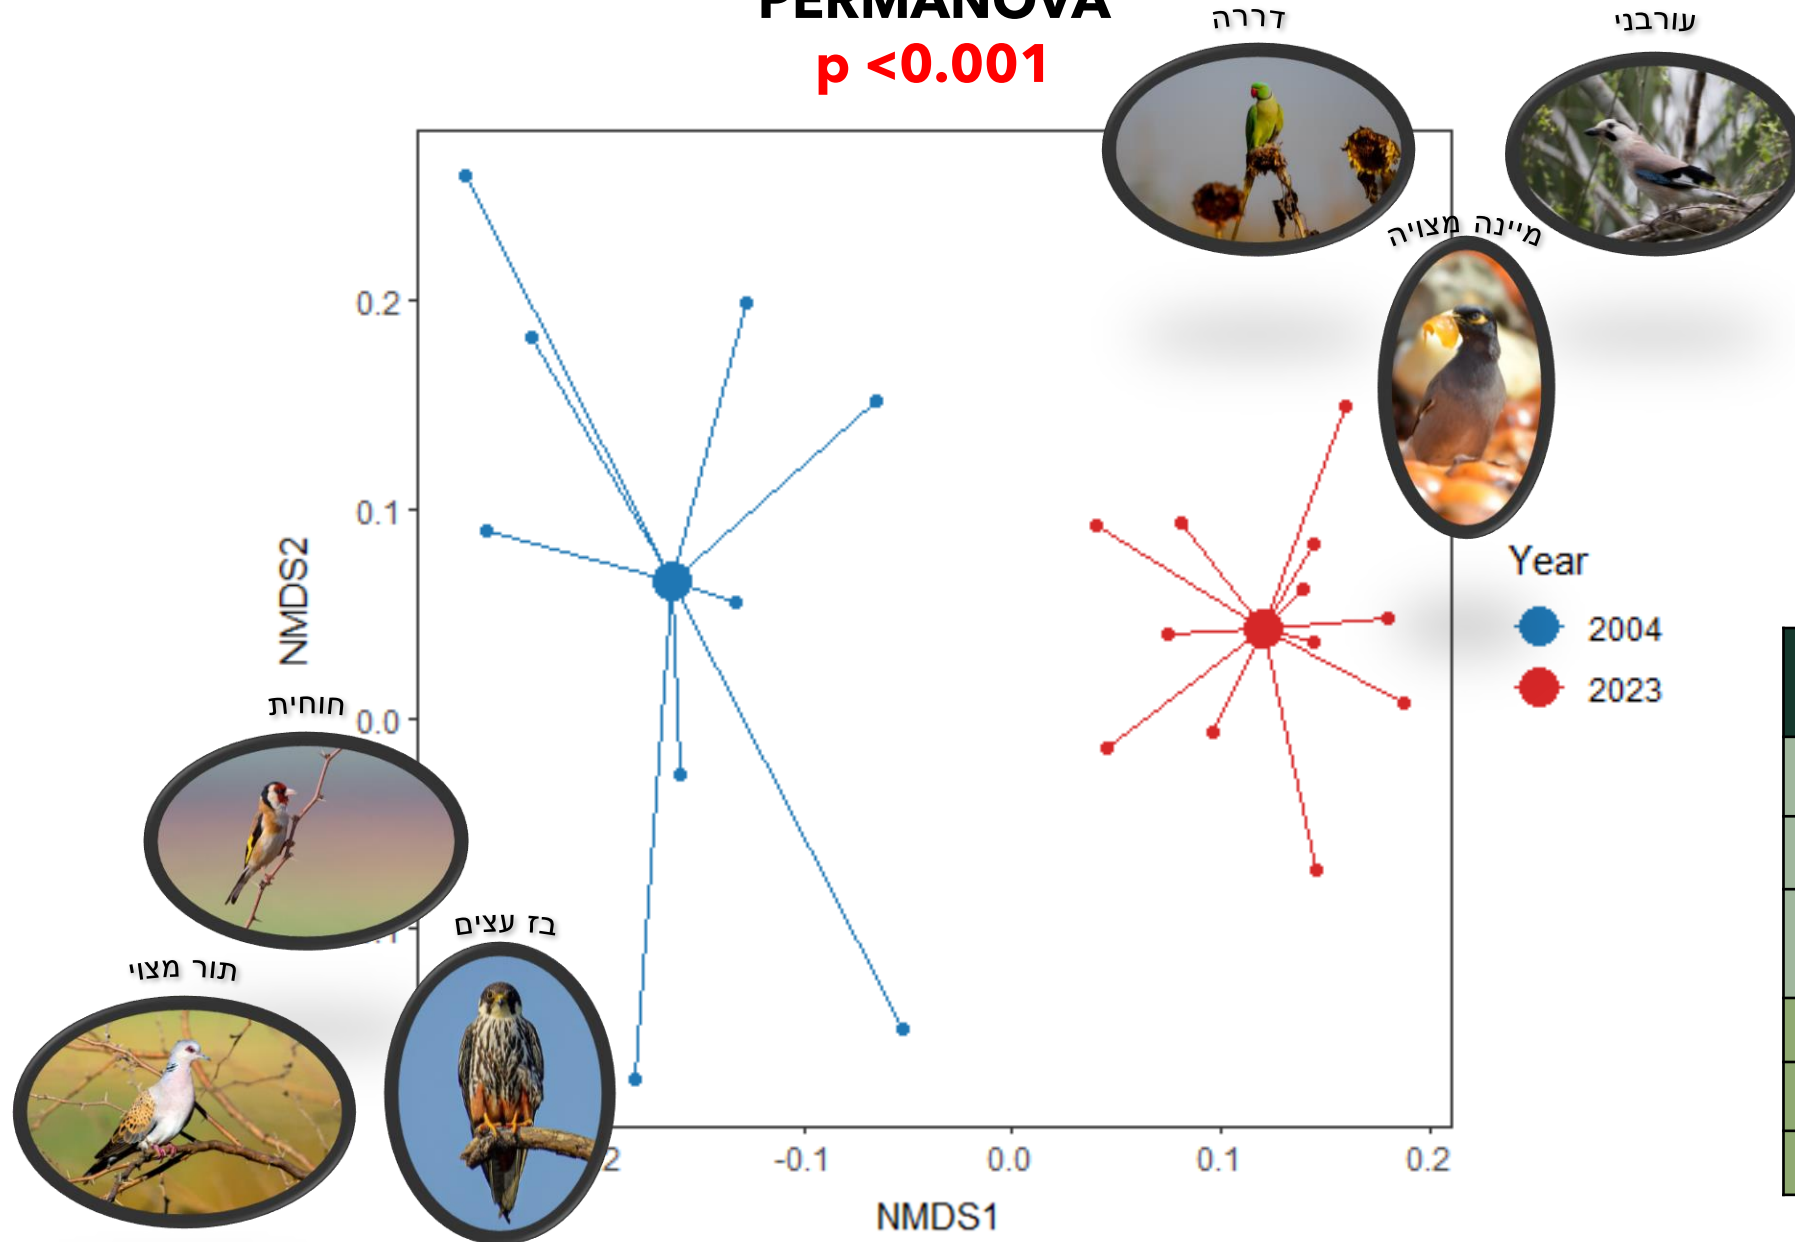 PERMANOVA
p <0.001
דררה
עורבני
מיינה מצויה
0.2
0.1
0.0
NMDS2
Year
2004
2023
חוחית
בז עצים
תור מצוי
-0.1
0.0
0.1
0.2
NMDS1